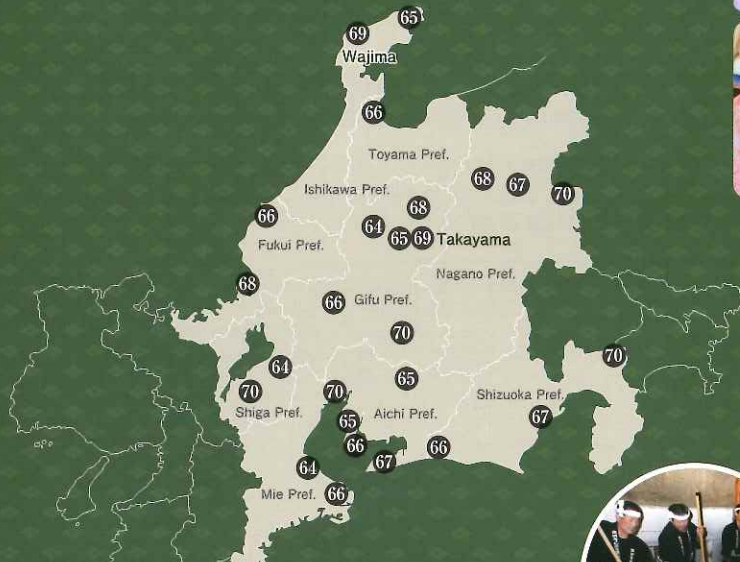 65
69
Wajima
66
Toyama Pref.
68
67
70
Ishikawa Pref.
68
66
64
65
69
Takayama
Fukui Pref.
Nagano Pref.
68
66
Gifu Pref.
70
70
64
65
70
70
Shiga Pref.
Shizuoka Pref.
65
Aichi Pref.
67
66
66
67
64
Mie Pref.
66